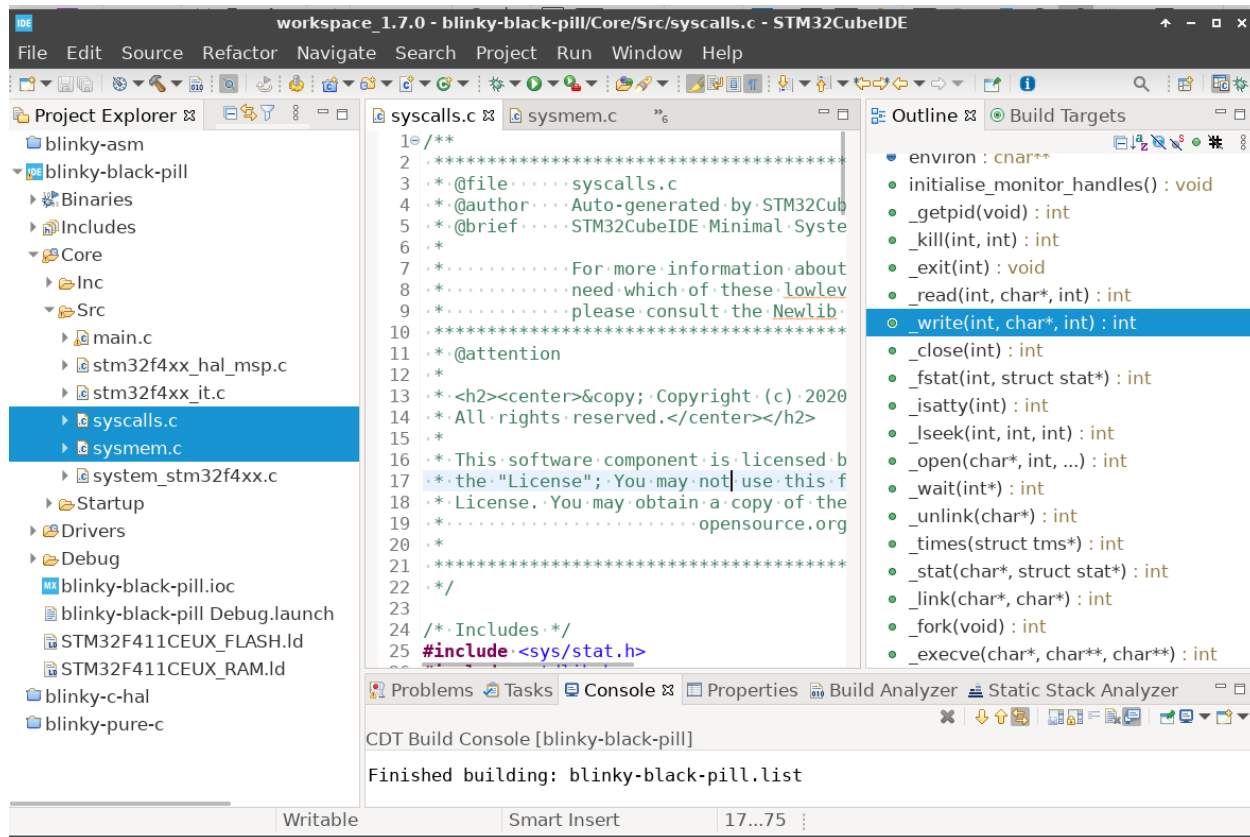 workspace_1.7.0 - blinky-black-pill/Core/Src/syscalls.c - STM32CubeIDE
File Edit Source Refactor Navigate Search Project Run Window Help
Project Explorer
blinky-asm
blinky-black-pill
Binaries
Includes
Core
Inc
Src
main.c
stm32f4xx_hal_msp.c
stm32f4xx_it.c
syscalls.c
sysmem.c
system_stm32f4xx.c
Startup
Drivers
Debug
blinky-black-pill.ioc
blinky-black-pill Debug.launch
STM32F411CEUX_FLASH.ld
STM32F411CEUX_RAM.ld
blinky-c-hal
blinky-pure-c
syscalls.c sysmem.c »6
1 /**
2 ****************************************
3 * @file······syscalls.c
4 * @author····Auto-generated by STM32Cub
5 * @brief·····STM32CubeIDE Minimal Syste
6 *
7 *············For more information about
8 *············need which of these lowlev
9 *············please consult the Newlib
10 ****************************************
11 * @attention
12 *
13 * <h2><center>&copy; Copyright (c) 2020
14 * All rights reserved.</center></h2>
15 *
16 * This software component is licensed b
17 * the "License"; You may not use this f
18 * License. You may obtain a copy of the
19 *························opensource.org
20 *
21 ****************************************
22 */
23
24 /* Includes */
25 #include <sys/stat.h>
Outline Build Targets
environ : char**
initialise_monitor_handles() : void
_getpid(void) : int
_kill(int, int) : int
_exit(int) : void
_read(int, char*, int) : int
_write(int, char*, int) : int
_close(int) : int
_fstat(int, struct stat*) : int
_isatty(int) : int
_lseek(int, int, int) : int
_open(char*, int, ...) : int
_wait(int*) : int
_unlink(char*) : int
_times(struct tms*) : int
_stat(char*, struct stat*) : int
_link(char*, char*) : int
_fork(void) : int
_execve(char*, char**, char**) : int
Problems Tasks Console Properties Build Analyzer Static Stack Analyzer
CDT Build Console [blinky-black-pill]
Finished building: blinky-black-pill.list
Writable Smart Insert 17...75